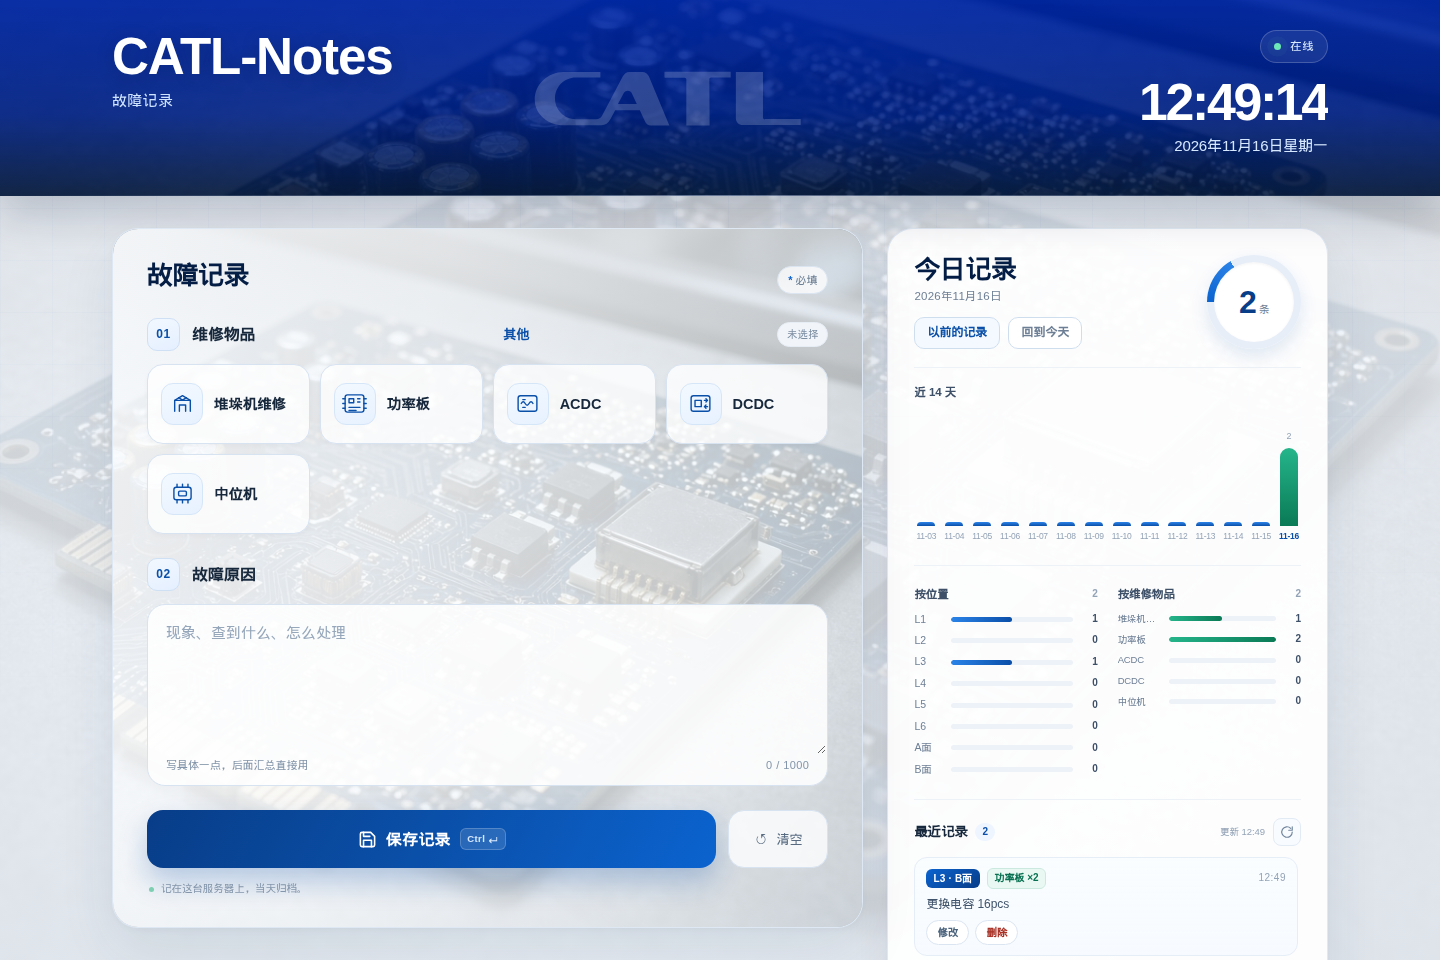 CATL-Notes
故障记录
CATL
在线
12:49:14
2026年11月16日星期一
故障记录
* 必填
01 维修物品 其他 未选择
堆垛机维修 功率板 ACDC DCDC
中位机
02 故障原因
现象、查到什么、怎么处理
写具体一点，后面汇总直接用 0 / 1000
保存记录 Ctrl ↵ 清空
记在这台服务器上，当天归档。
今日记录
2026年11月16日
2 条
以前的记录 回到今天
近 14 天
2
11-03 11-04 11-05 11-06 11-07 11-08 11-09 11-10 11-11 11-12 11-13 11-14 11-15 11-16
按位置 2
L1 1
L2 0
L3 1
L4 0
L5 0
L6 0
A面 0
B面 0
按维修物品 2
堆垛机... 1
功率板 2
ACDC 0
DCDC 0
中位机 0
最近记录 2 更新 12:49
L3 · B面 功率板 ×2 12:49
更换电容 16pcs
修改 删除